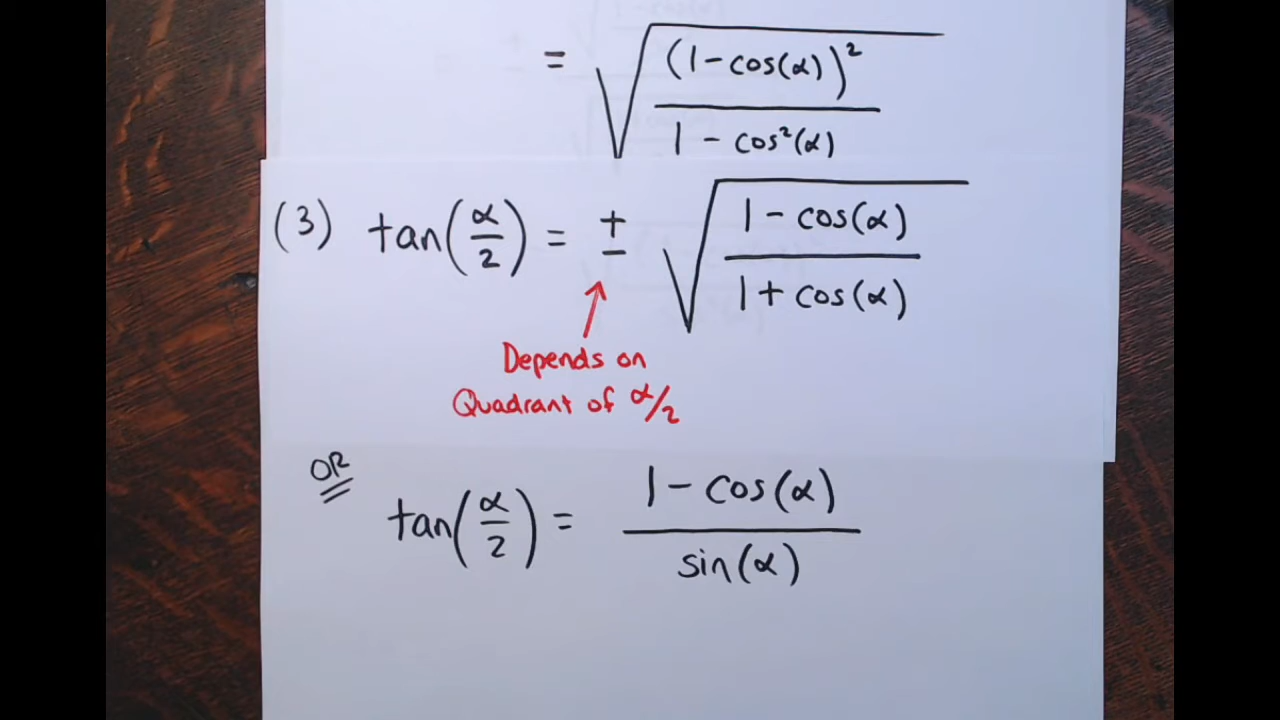 = √((1-cos(α))² / (1 - cos²(α)))
(3) tan(α/2) = ± √((1 - cos(α)) / (1 + cos(α)))
Depends on
Quadrant of α/2
OR
tan(α/2) = (1 - cos(α)) / sin(α)